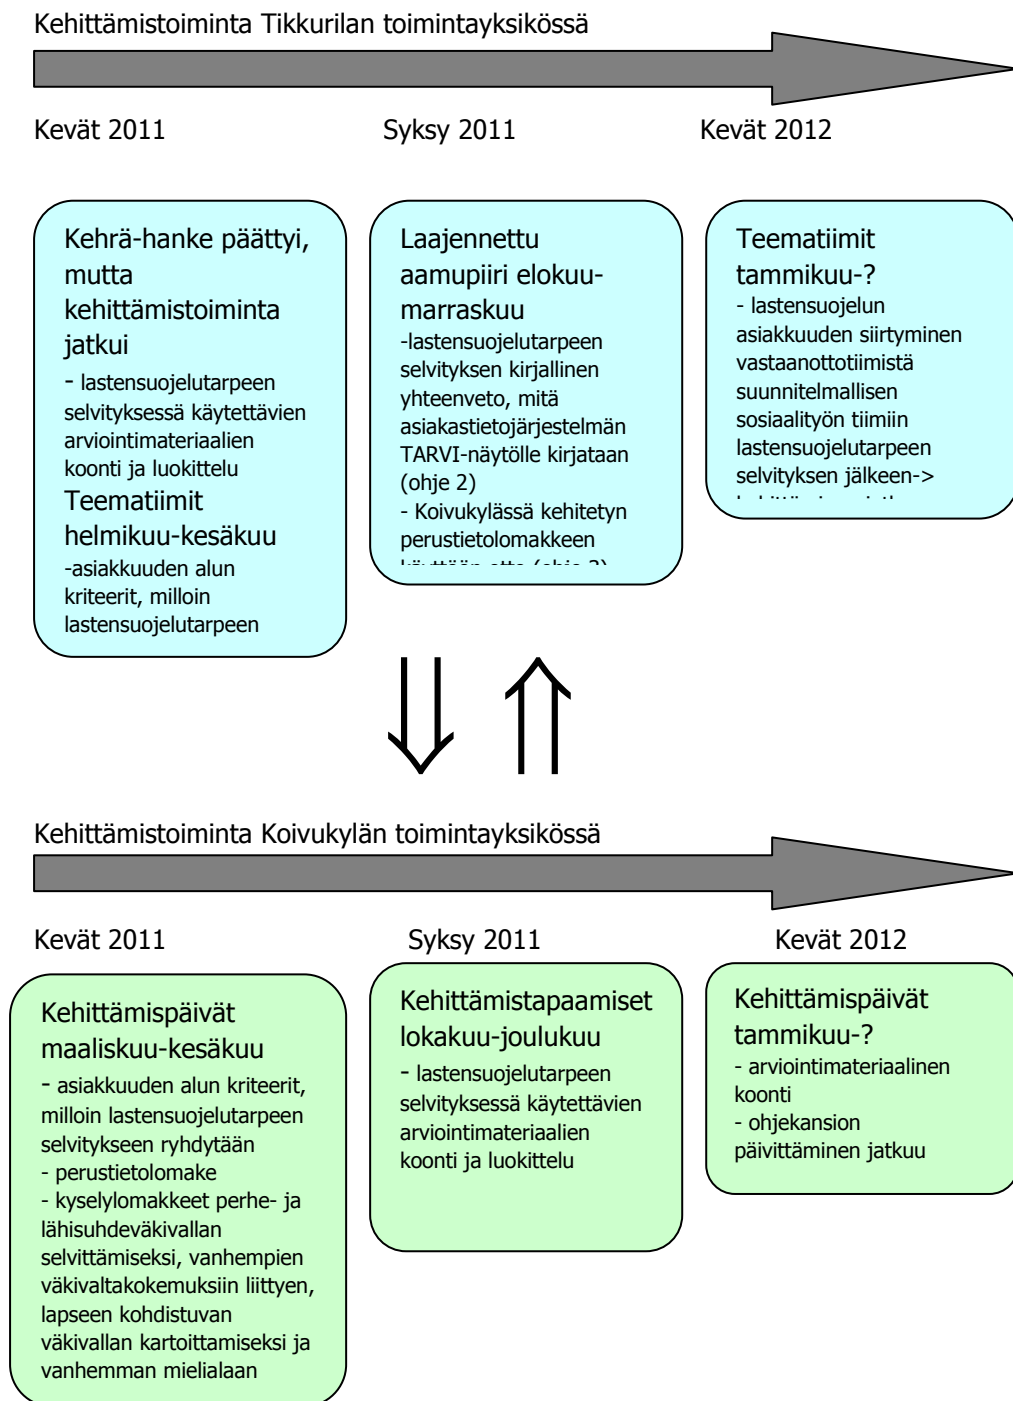 Kehittämistoiminta Tikkurilan toimintayksikössä
Kevät 2011
Syksy 2011
Kevät 2012
Kehrä-hanke päättyi,
mutta
kehittämistoiminta
jatkui
- lastensuojelutarpeen
selvityksessä käytettävien
arviointimateriaalien
koonti ja luokittelu
Teematiimit
helmikuu-kesäkuu
-asiakkuuden alun
kriteerit, milloin
lastensuojelutarpeen
Laajennettu
aamupiiri elokuu-
marraskuu
-lastensuojelutarpeen
selvityksen kirjallinen
yhteenveto, mitä
asiakastietojärjestelmän
TARVI-näytölle kirjataan
(ohje 2)
- Koivukylässä kehitetyn
perustietolomakkeen
Teematiimit
tammikuu-?
- lastensuojelun
asiakkuuden siirtyminen
vastaanottotiimistä
suunnitelmallisen
sosiaalityön tiimiin
lastensuojelutarpeen
selvityksen jälkeen->
Kehittämistoiminta Koivukylän toimintayksikössä
Kevät 2011
Syksy 2011
Kevät 2012
Kehittämispäivät
maaliskuu-kesäkuu
- asiakkuuden alun kriteerit,
milloin lastensuojelutarpeen
selvitykseen ryhdytään
- perustietolomake
- kyselylomakkeet perhe- ja
lähisuhdeväkivallan
selvittämiseksi, vanhempien
väkivaltakokemuksiin liittyen,
lapseen kohdistuvan
väkivallan kartoittamiseksi ja
vanhemman mielialaan
Kehittämistapaamiset
lokakuu-joulukuu
- lastensuojelutarpeen
selvityksessä käytettävien
arviointimateriaalien
koonti ja luokittelu
Kehittämispäivät
tammikuu-?
- arviointimateriaalinen
koonti
- ohjekansion
päivittäminen jatkuu